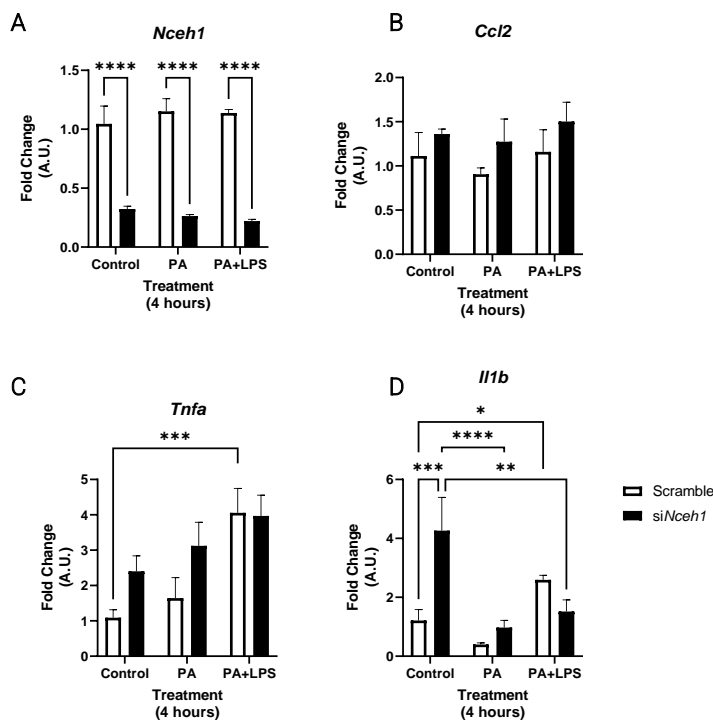 A
Nceh1
Fold Change
(A.U.)
1.5
1.0
0.5
0.0
****
****
****
Control
PA
PA+LPS
Treatment
(4 hours)
B
Ccl2
Fold Change
(A.U.)
2.0
1.5
1.0
0.5
0.0
Control
PA
PA+LPS
Treatment
(4 hours)
C
Tnfa
Fold Change
(A.U.)
5
4
3
2
1
0
***
Control
PA
PA+LPS
Treatment
(4 hours)
D
Il1b
Fold Change
(A.U.)
6
4
2
0
*
****
***
**
Control
PA
PA+LPS
Treatment
(4 hours)
Scramble
siNceh1